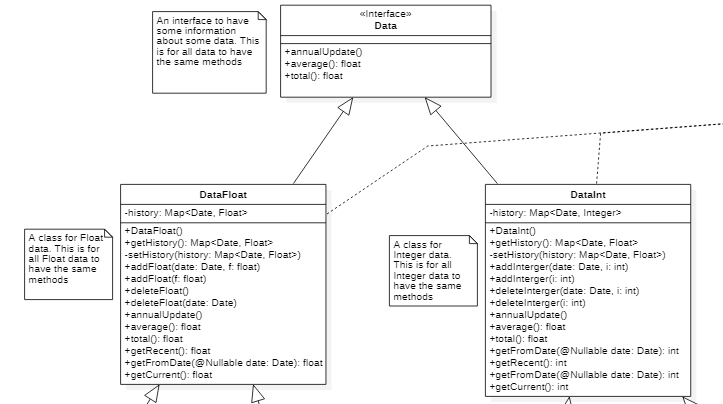 An interface to have
some information
about some data. This
is for all data to have
the same methods
«Interface»
Data
+annualUpdate()
+average(): float
+total(): float
DataFloat
-history: Map<Date, Float>
+DataFloat()
+getHistory(): Map<Date, Float>
-setHistory(history: Map<Date, Float>)
+addFloat(date: Date, f: float)
+addFloat(f: float)
+deleteFloat()
+deleteFloat(date: Date)
+annualUpdate()
+average(): float
+total(): float
+getRecent(): float
+getFromDate(@Nullable date: Date): float
+getCurrent(): float
A class for Float
data. This is for
all Float data to
have the same
methods
DataInt
-history: Map<Date, Integer>
+DataInt()
+getHistory(): Map<Date, Float>
-setHistory(history: Map<Date, Float>)
+addInterger(date: Date, i: int)
+addInterger(i: int)
+deleteInterger(date: Date, i: int)
+deleteInterger(i: int)
+annualUpdate()
+average(): float
+total(): float
+getFromDate(@Nullable date: Date): int
+getRecent(): int
+getFromDate(@Nullable date: Date): int
+getCurrent(): int
A class for
Integer data.
This is for all
Integer data to
have the same
methods